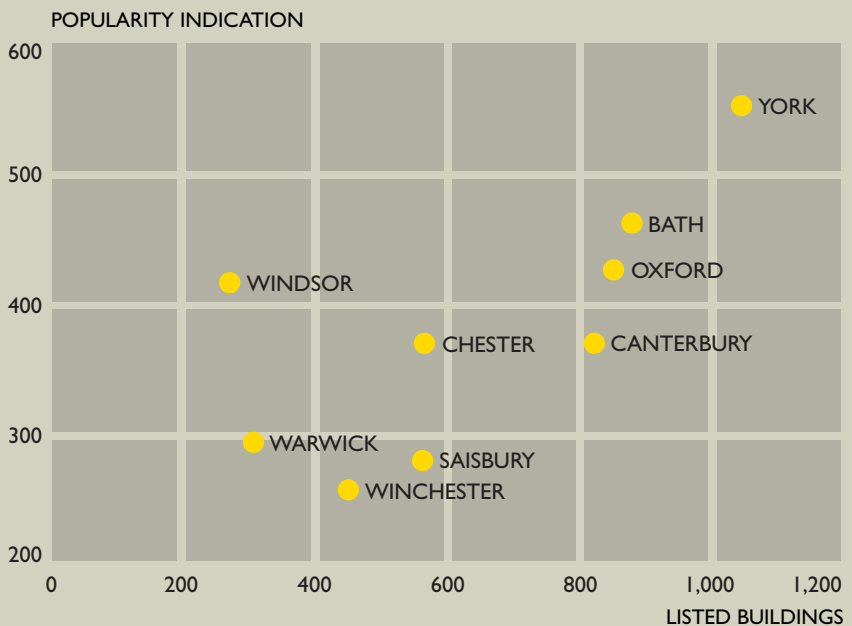 POPULARITY INDICATION
600
YORK
500
BATH
OXFORD
WINDSOR
400
CHESTER
CANTERBURY
300
WARWICK
SAISBURY
WINCHESTER
200
0 200 400 600 800 1,000 1,200
LISTED BUILDINGS